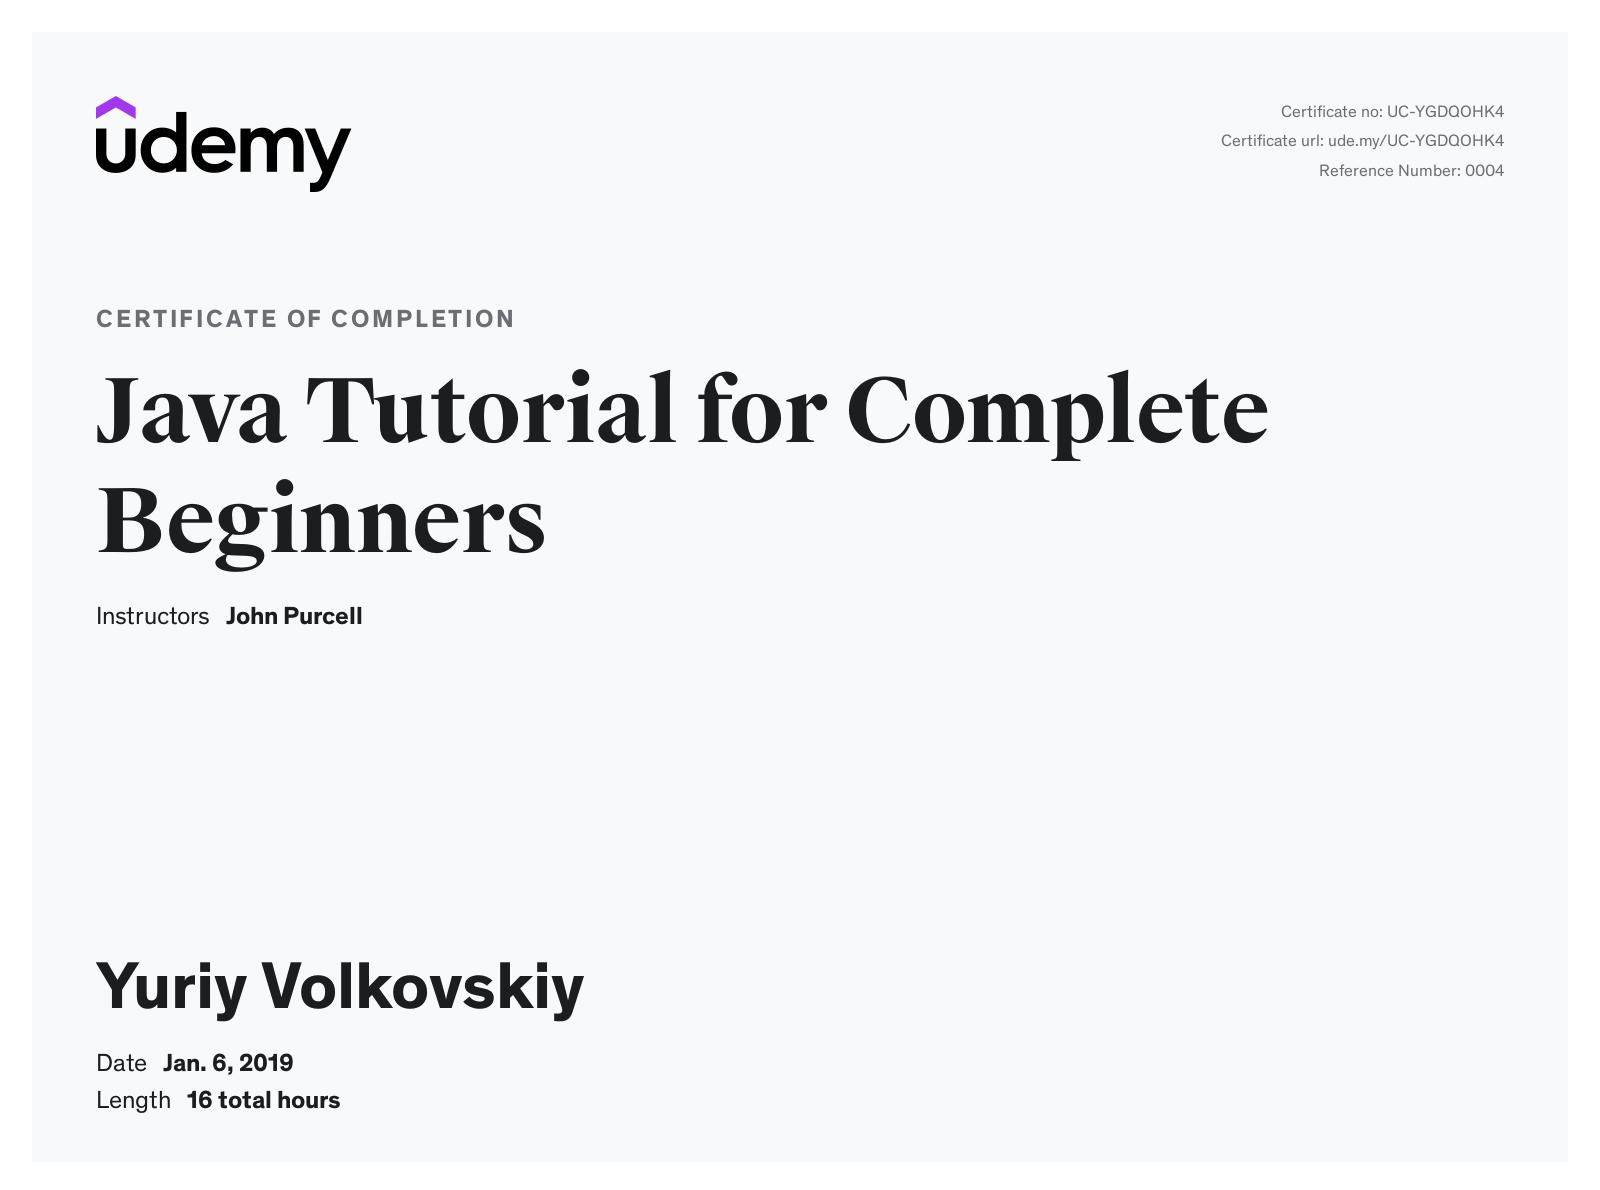 udemy
Certificate no: UC-YGDQOHK4
Certificate url: ude.my/UC-YGDQOHK4
Reference Number: 0004
CERTIFICATE OF COMPLETION
Java Tutorial for Complete
Beginners
Instructors John Purcell
Yuriy Volkovskiy
Date Jan. 6, 2019
Length 16 total hours